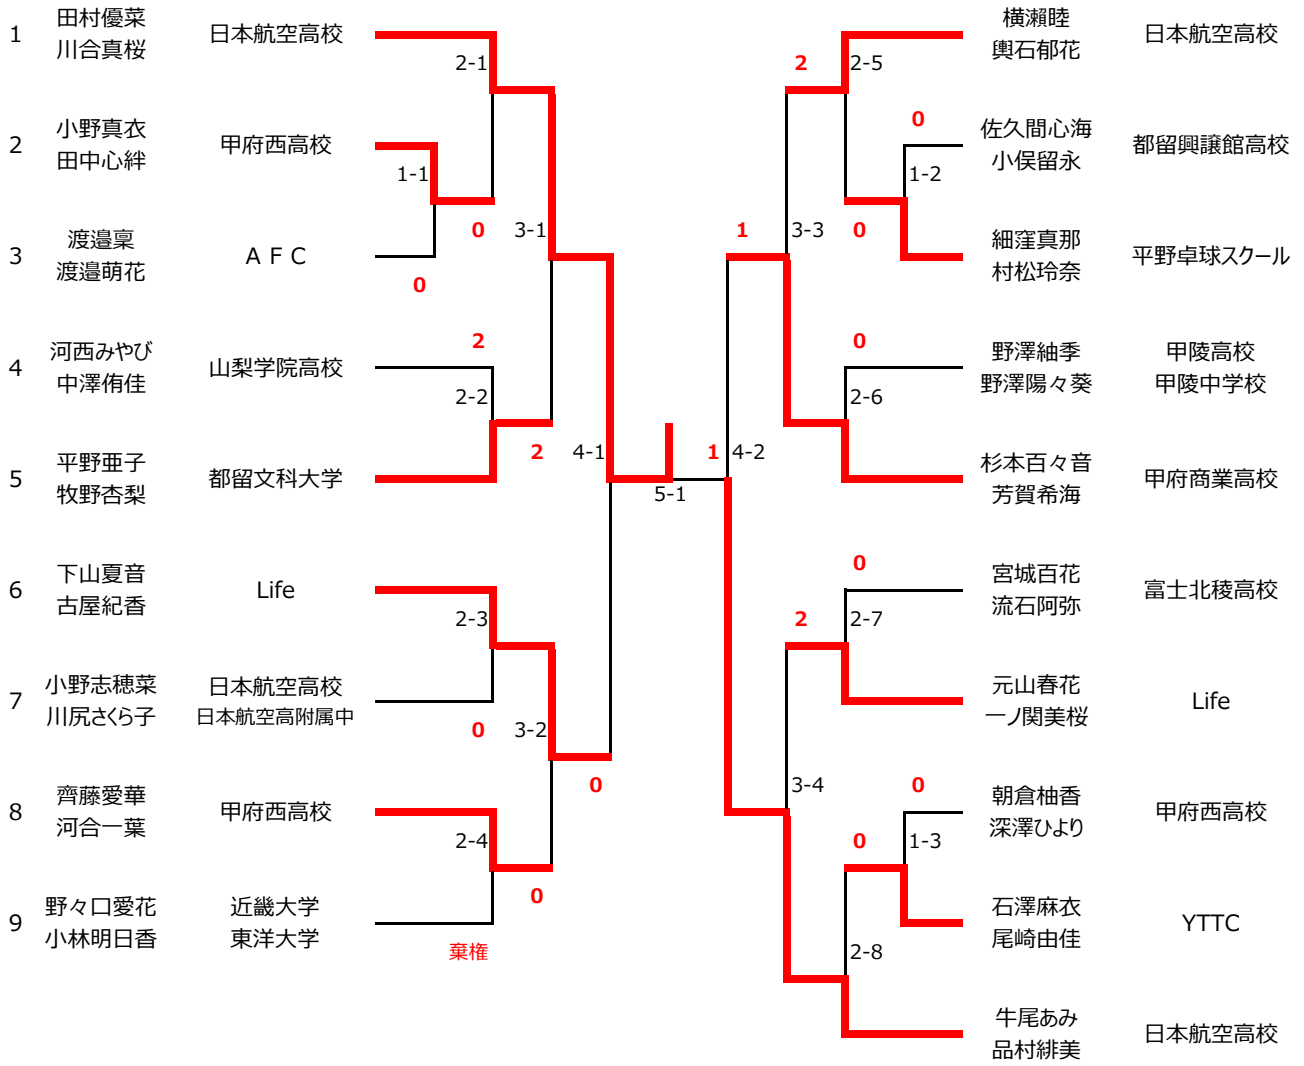 1
田村優菜
川合真桜
日本航空高校
2-1
2
小野真衣
田中心絆
甲府西高校
1-1
0
3-1
3
渡邉稟
渡邉萌花
ＡＦＣ
0
4
河西みやび
中澤侑佳
山梨学院高校
2
2-2
5
平野亜子
牧野杏梨
都留文科大学
2
4-1
6
下山夏音
古屋紀香
Life
2-3
7
小野志穂菜
川尻さくら子
日本航空高校
日本航空高附属中
0
3-2
0
8
齊藤愛華
河合一葉
甲府西高校
2-4
0
9
野々口愛花
小林明日香
近畿大学
東洋大学
棄権
5-1
1
4-2
2
2-5
横瀨睦
輿石郁花
日本航空高校
0
1-2
佐久間心海
小俣留永
都留興譲館高校
1
3-3
0
細窪真那
村松玲奈
平野卓球スクール
0
2-6
野澤紬季
野澤陽々葵
甲陵高校
甲陵中学校
杉本百々音
芳賀希海
甲府商業高校
0
2-7
宮城百花
流石阿弥
富士北稜高校
2
元山春花
一ノ関美桜
Life
3-4
0
1-3
朝倉柚香
深澤ひより
甲府西高校
0
石澤麻衣
尾崎由佳
YTTC
2-8
牛尾あみ
品村緋美
日本航空高校